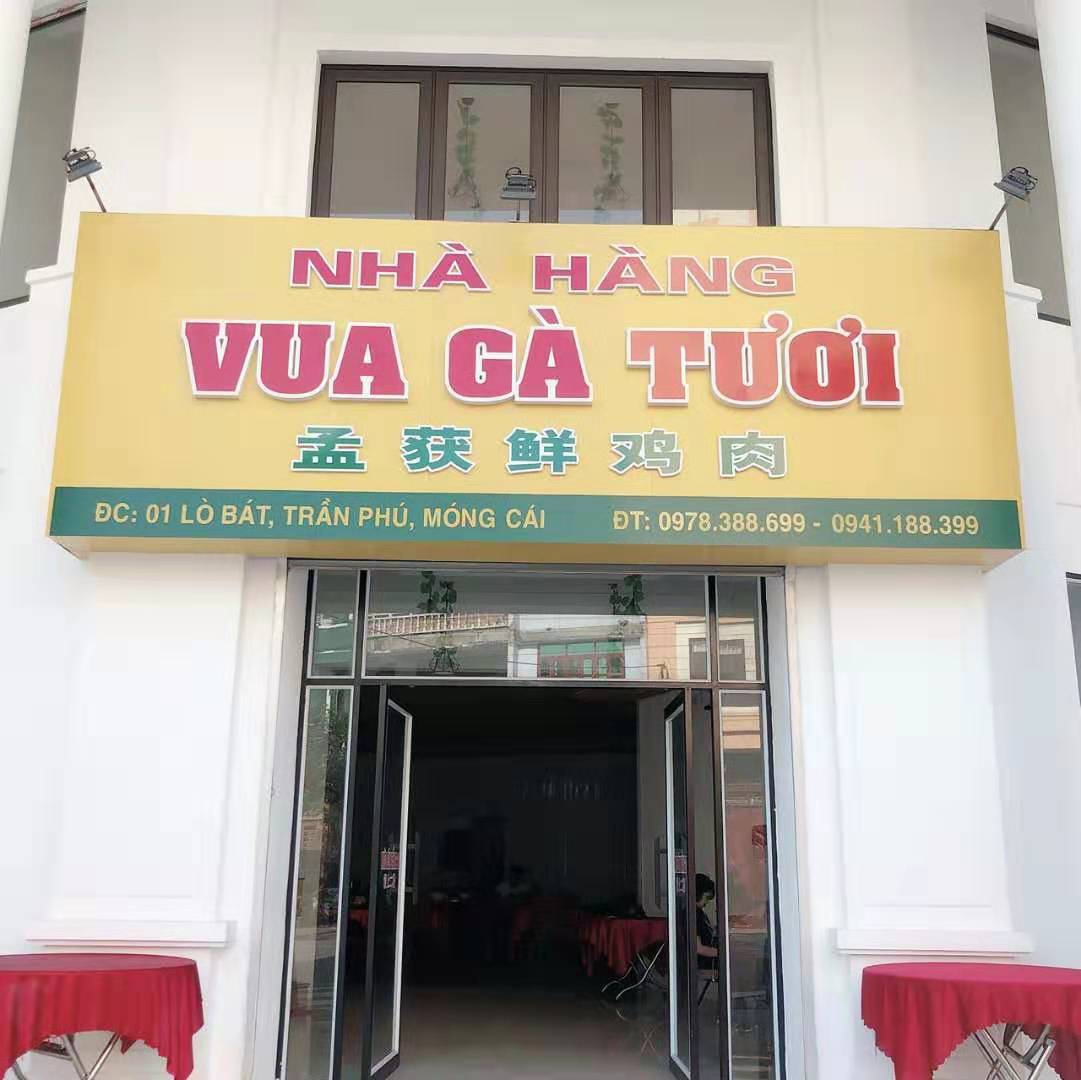 NHÀ HÀNG
VUA GÀ TƯƠI
孟获鲜鸡肉
ĐC: 01 LÒ BÁT, TRẦN PHÚ, MÓNG CÁI ĐT: 0978.388.699 - 0941.188.399